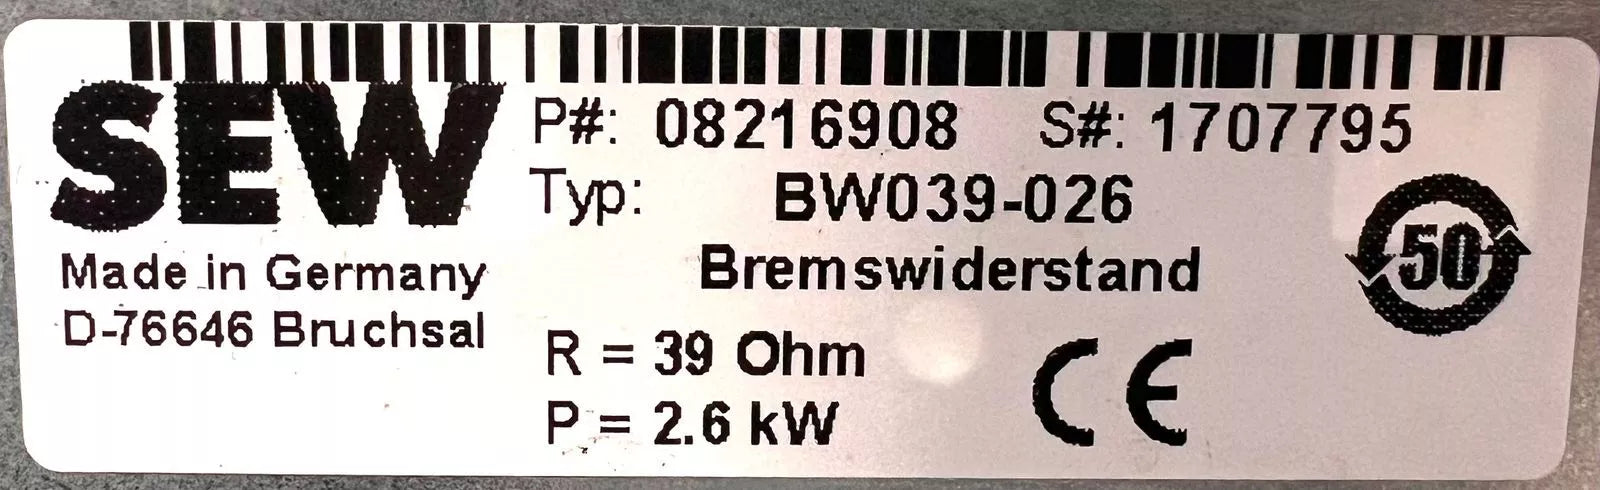 SEW
P#: 08216908 S#: 1707795
Typ: BW039-026
Bremswiderstand
Made in Germany
D-76646 Bruchsal
R = 39 Ohm
P = 2.6 kW
CE
50